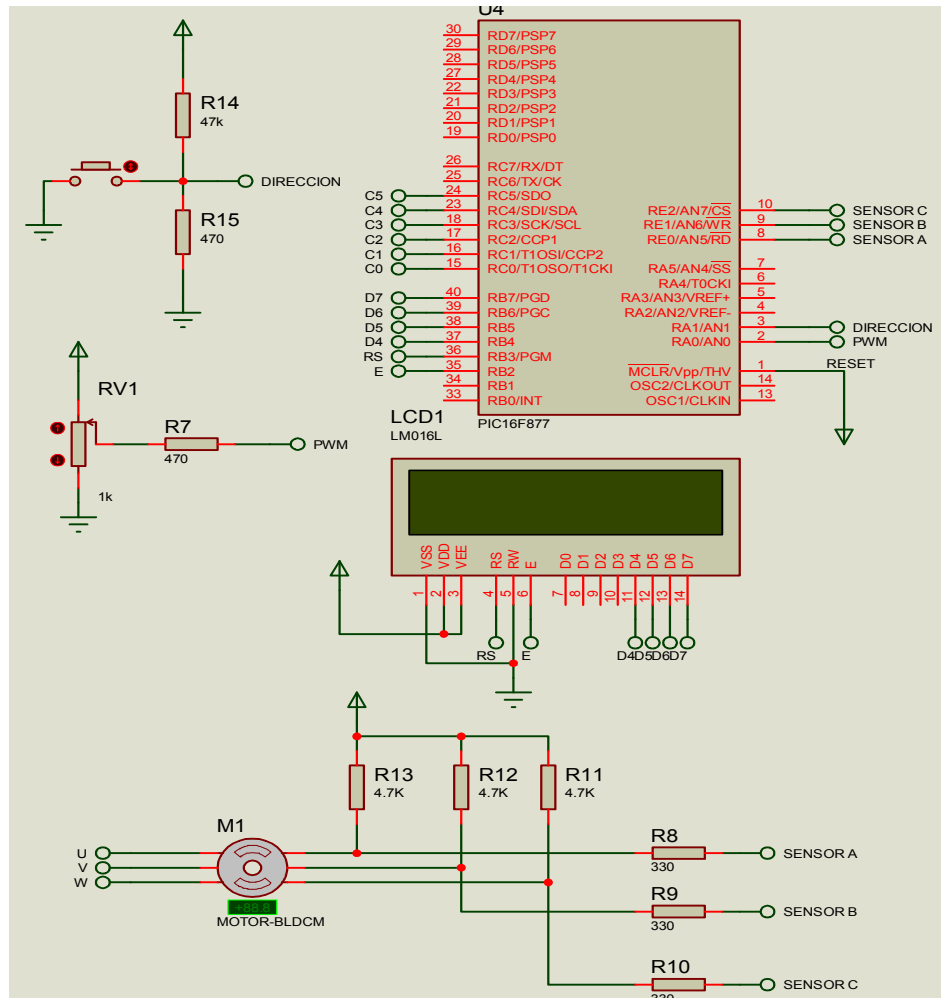 U4
30 RD7/PSP7
29 RD6/PSP6
28 RD5/PSP5
27 RD4/PSP4
22 RD3/PSP3
21 RD2/PSP2
20 RD1/PSP1
19 RD0/PSP0
26 RC7/RX/DT
25 RC6/TX/CK
C5 24 RC5/SDO
C4 23 RC4/SDI/SDA
C3 18 RC3/SCK/SCL
C2 17 RC2/CCP1
C1 16 RC1/T1OSI/CCP2
C0 15 RC0/T1OSO/T1CKI
D7 40 RB7/PGD
D6 39 RB6/PGC
D5 38 RB5
D4 37 RB4
RS 36 RB3/PGM
E 35 RB2
34 RB1
33 RB0/INT
RE2/AN7/CS 10 SENSOR C
RE1/AN6/WR 9 SENSOR B
RE0/AN5/RD 8 SENSOR A
RA5/AN4/SS 7
RA4/T0CKI 6
RA3/AN3/VREF+ 5
RA2/AN2/VREF- 4
RA1/AN1 3 DIRECCION
RA0/AN0 2 PWM
MCLR/Vpp/THV 1 RESET
OSC2/CLKOUT 14
OSC1/CLKIN 13
PIC16F877
R14
47k
DIRECCION
R15
470
RV1
1k
R7
470
PWM
LCD1
LM016L
VSS VDD VEE RS RW E D0 D1 D2 D3 D4 D5 D6 D7
1 2 3 4 5 6 7 8 9 10 11 12 13 14
RS E D4 D5 D6 D7
R13
4.7K
R12
4.7K
R11
4.7K
M1
U
V
W
MOTOR-BLDCM
R8
330
SENSOR A
R9
330
SENSOR B
R10
330
SENSOR C